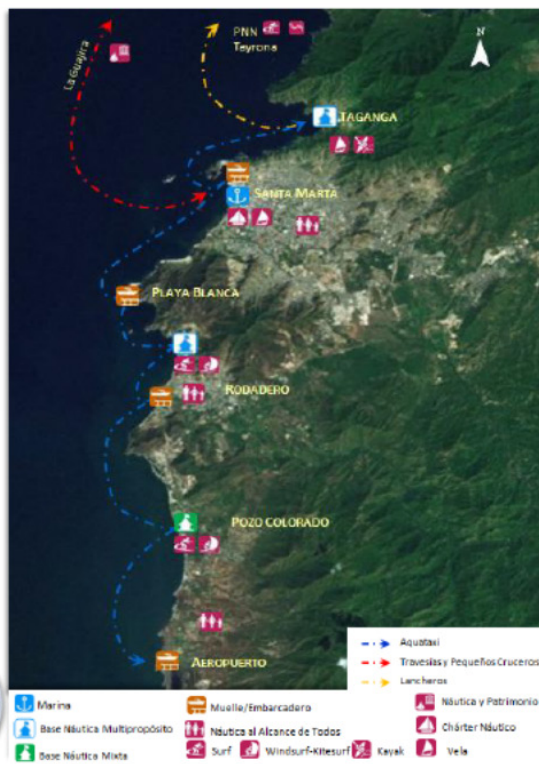 PNN
Tayrona
N
La Guajira
TAGANGA
SANTA MARTA
PLAYA BLANCA
RODADERO
POZO COLORADO
AEROPUERTO
Aquataxi
Travesías y Pequeños Cruceros
Lancheros
Marina
Muelle/Embarcadero
Náutica y Patrimonio
Base Náutica Multipropósito
Náutica al Alcance de Todos
Chárter Náutico
Base Náutica Mixta
Surf
Windsurf-Kitesurf
Kayak
Vela